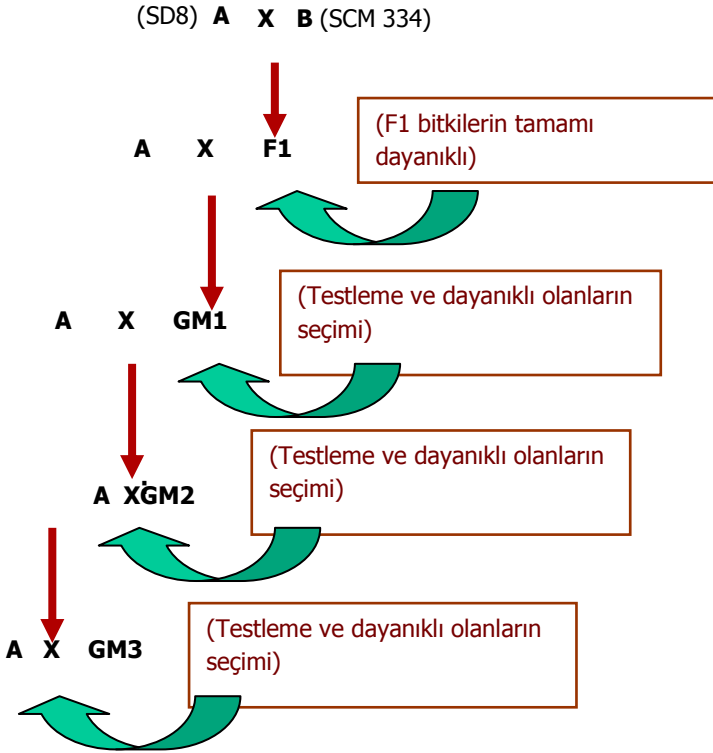 (SD8) A X B (SCM 334)
(F1 bitkilerin tamamı
dayanıklı)
A X F1
(Testleme ve dayanıklı olanların
seçimi)
A X GM1
(Testleme ve dayanıklı olanların
seçimi)
A XGM2
(Testleme ve dayanıklı olanların
seçimi)
A X GM3